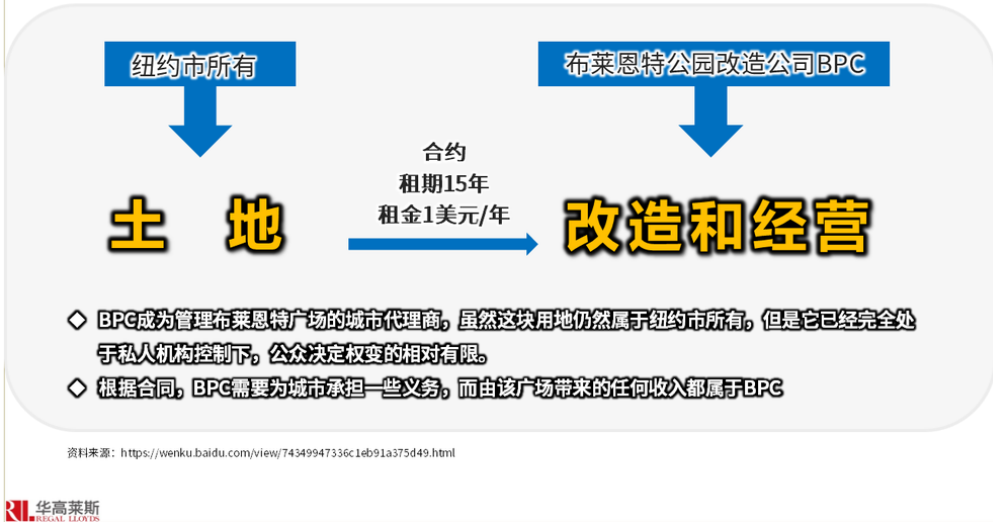 纽约市所有
布莱恩特公园改造公司BPC
合约
租期15年
租金1美元/年
土 地
改造和经营
BPC成为管理布莱恩特广场的城市代理商，虽然这块用地仍然属于纽约市所有，但是它已经完全处
于私人机构控制下，公众决定权变的相对有限。
根据合同，BPC需要为城市承担一些义务，而由该广场带来的任何收入都属于BPC
资料来源：https://wenku.baidu.com/view/74349947336c1eb91a375d49.html
华高莱斯
REGAL LLOYDS